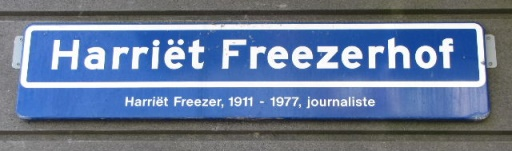 Harriët Freezerhof
Harriët Freezer, 1911 - 1977, journaliste